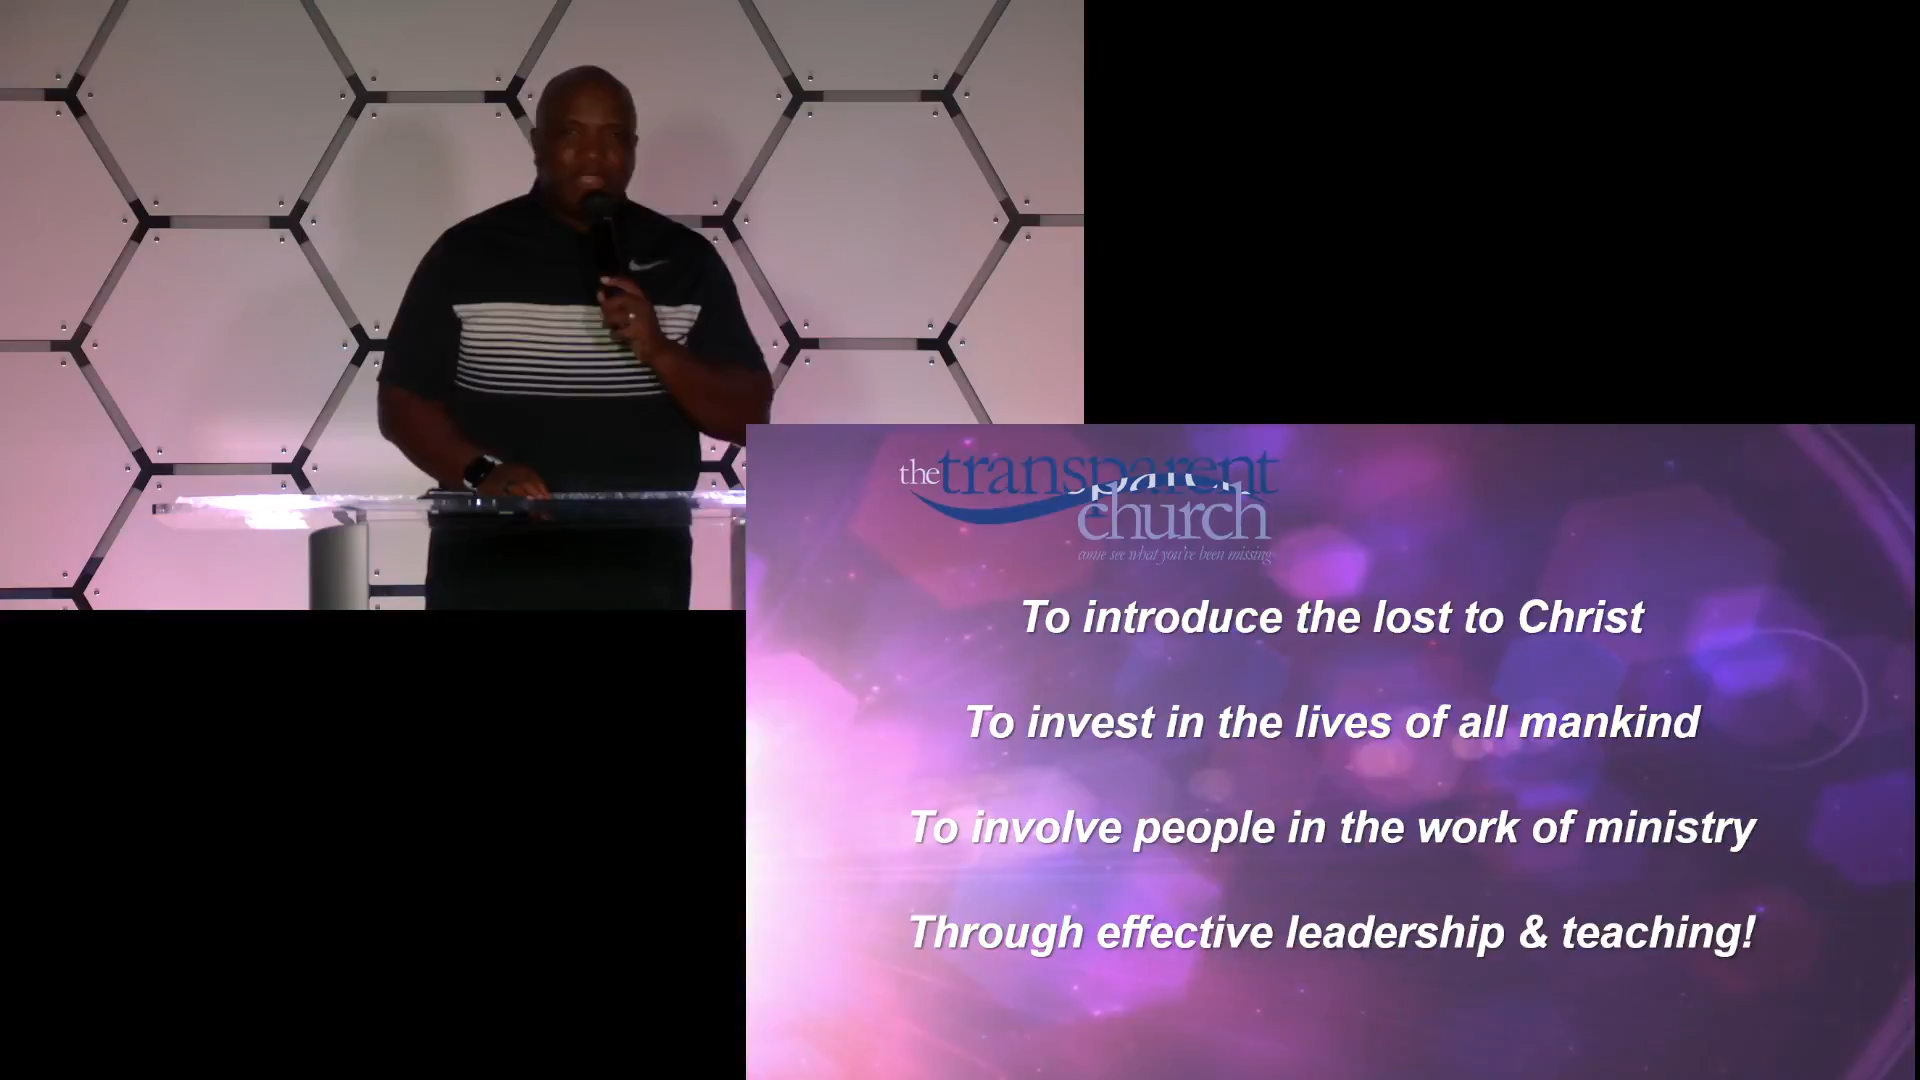 the transparent
church
come see what you've been missing
To introduce the lost to Christ
To invest in the lives of all mankind
To involve people in the work of ministry
Through effective leadership & teaching!